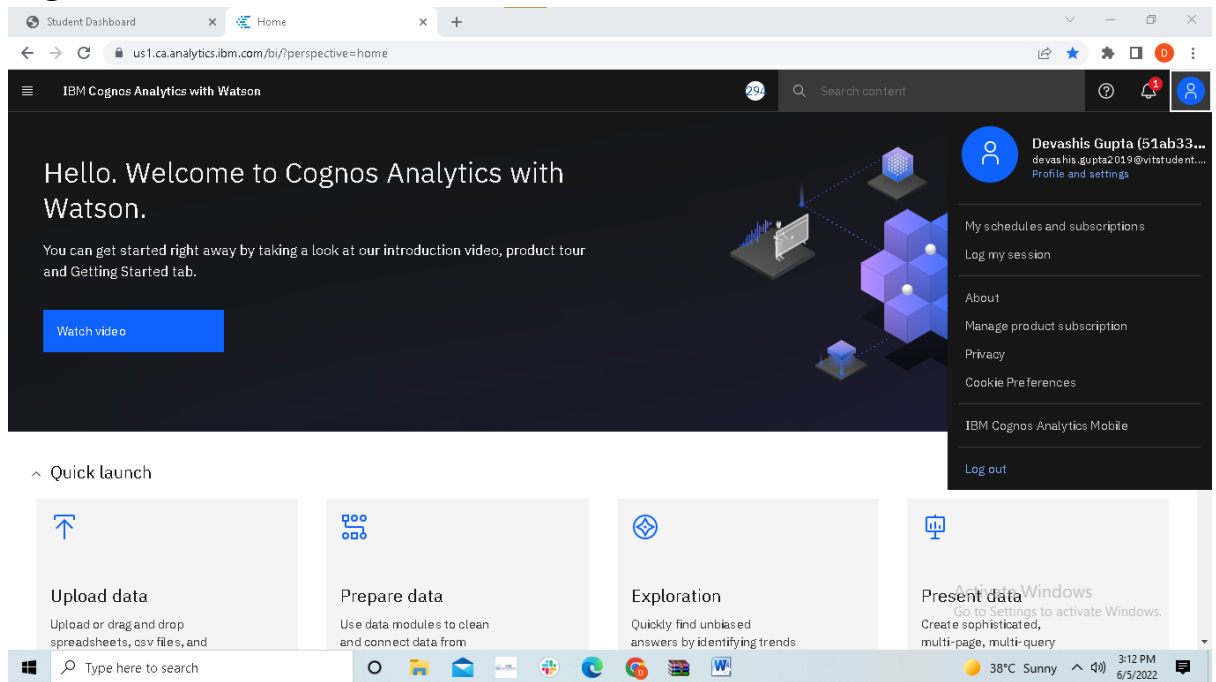 Student Dashboard
Home
us1.ca.analytics.ibm.com/bi/?perspective=home
D
IBM Cognos Analytics with Watson
294
Search content
1
Hello. Welcome to Cognos Analytics with
Watson.
You can get started right away by taking a look at our introduction video, product tour
and Getting Started tab.
Watch video
Devashis Gupta (51ab33...
devashis.gupta2019@vitstudent....
Profile and settings
My schedules and subscriptions
Log my session
About
Manage product subscription
Privacy
Cookie Preferences
IBM Cognos Analytics Mobile
Log out
Quick launch
Upload data
Upload or drag and drop
spreadsheets, csv files, and
Prepare data
Use data modules to clean
and connect data from
Exploration
Quickly find unbiased
answers by identifying trends
Present data
Create sophisticated,
multi-page, multi-query
Activate Windows
Go to Settings to activate Windows.
Type here to search
38°C Sunny
3:12 PM
6/5/2022